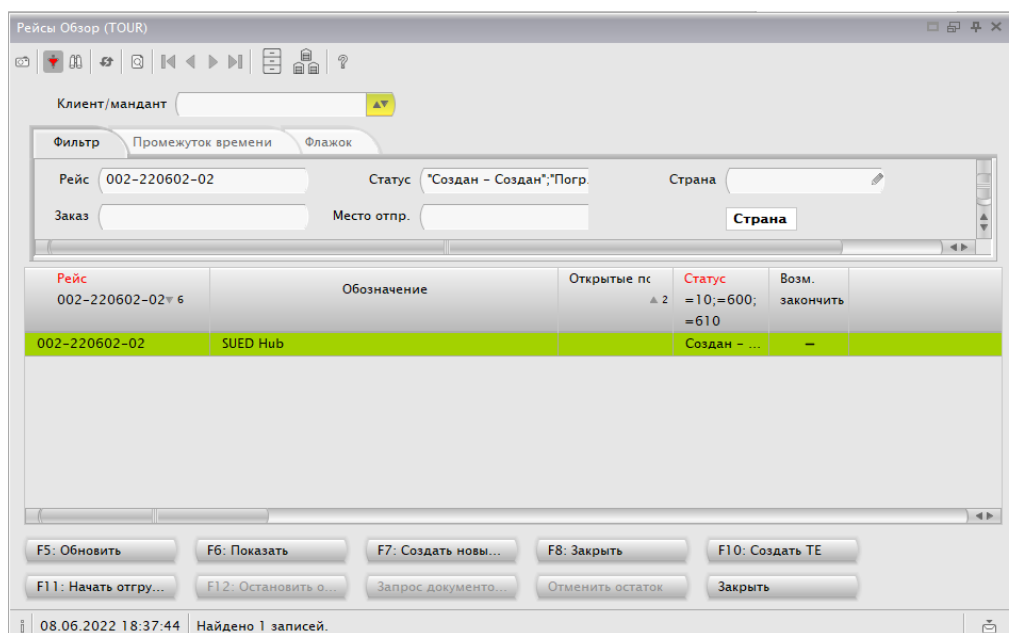 Рейсы Обзор (TOUR)
Клиент/мандант
Фильтр Промежуток времени Флажок
Рейс 002-220602-02 Статус "Создан - Создан";"Погр. Страна
Заказ Место отпр. Страна
Рейс Обозначение Открытые пс Статус Возм.
002-220602-02 6 2 =10;=600; закончить
=610
002-220602-02 SUED Hub Создан - ... –
F5: Обновить F6: Показать F7: Создать новы... F8: Закрыть F10: Создать ТЕ
F11: Начать отгру... F12: Остановить о... Запрос документо... Отменить остаток Закрыть
08.06.2022 18:37:44 Найдено 1 записей.